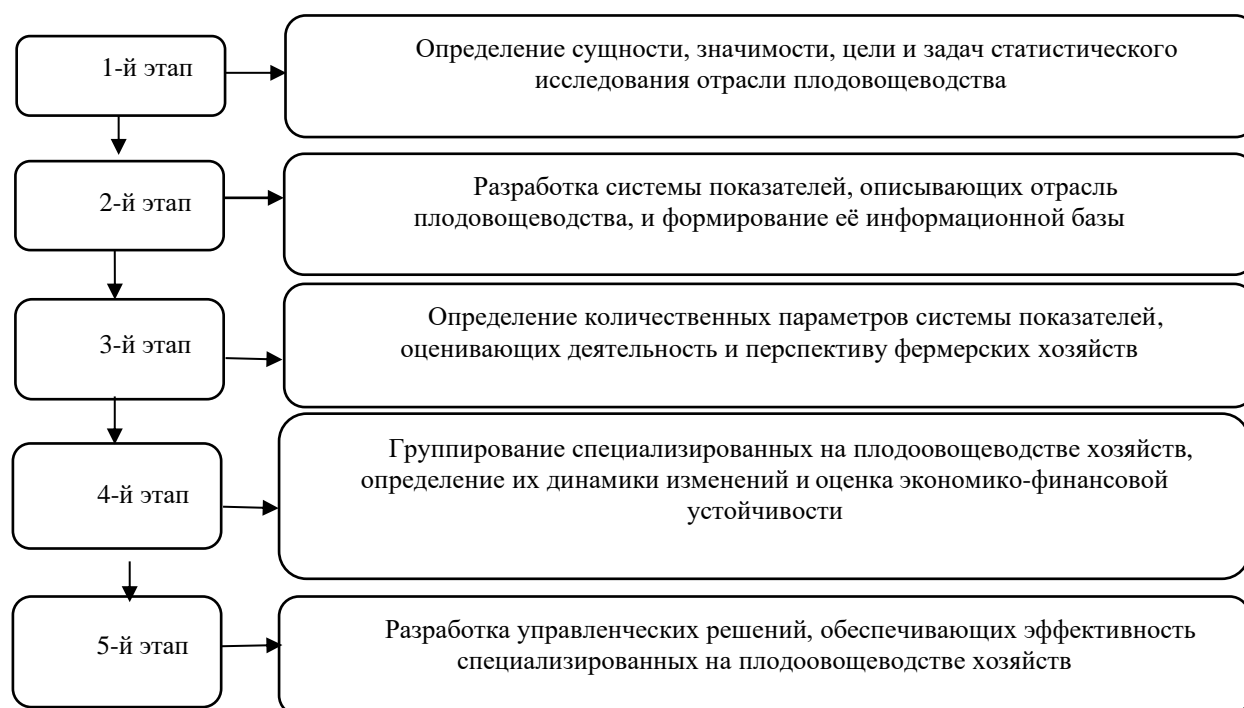 1-й этап
Определение сущности, значимости, цели и задач статистического
исследования отрасли плодовощеводства
2-й этап
Разработка системы показателей, описывающих отрасль
плодовощеводства, и формирование её информационной базы
3-й этап
Определение количественных параметров системы показателей,
оценивающих деятельность и перспективу фермерских хозяйств
4-й этап
Группирование специализированных на плодоовощеводстве хозяйств,
определение их динамики изменений и оценка экономико-финансовой
устойчивости
5-й этап
Разработка управленческих решений, обеспечивающих эффективность
специализированных на плодоовощеводстве хозяйств